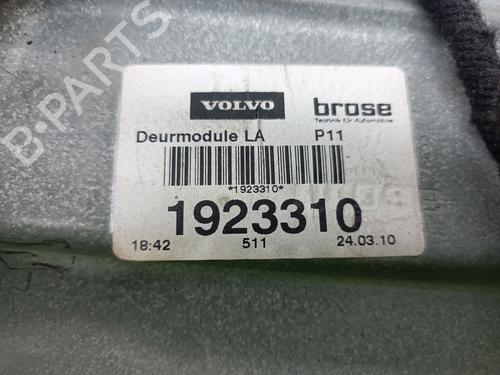 VOLVO
brose
Technik für Automobile
Deurmodule LA P11
*1923310*
1923310
18:42 511 24.03.10
B-Parts